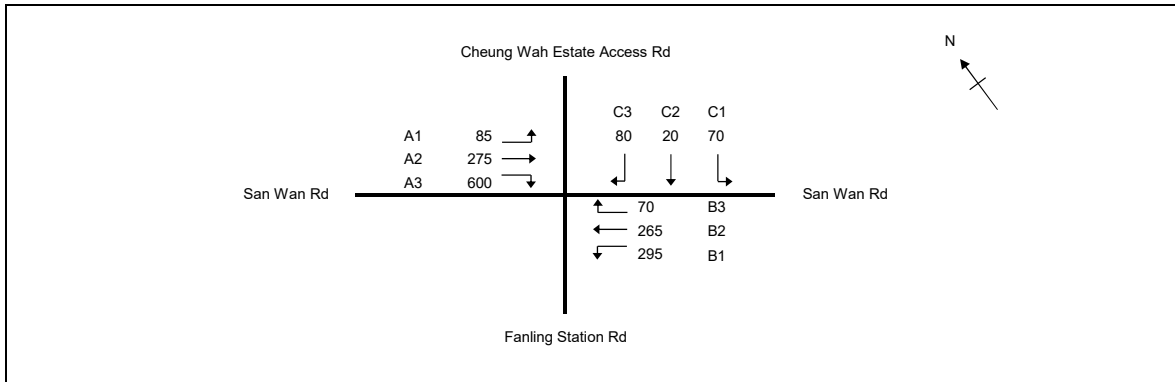 N
Cheung Wah Estate Access Rd
C3 C2 C1
A1 85 80 20 70
A2 275
A3 600
San Wan Rd San Wan Rd
70 B3
265 B2
295 B1
Fanling Station Rd